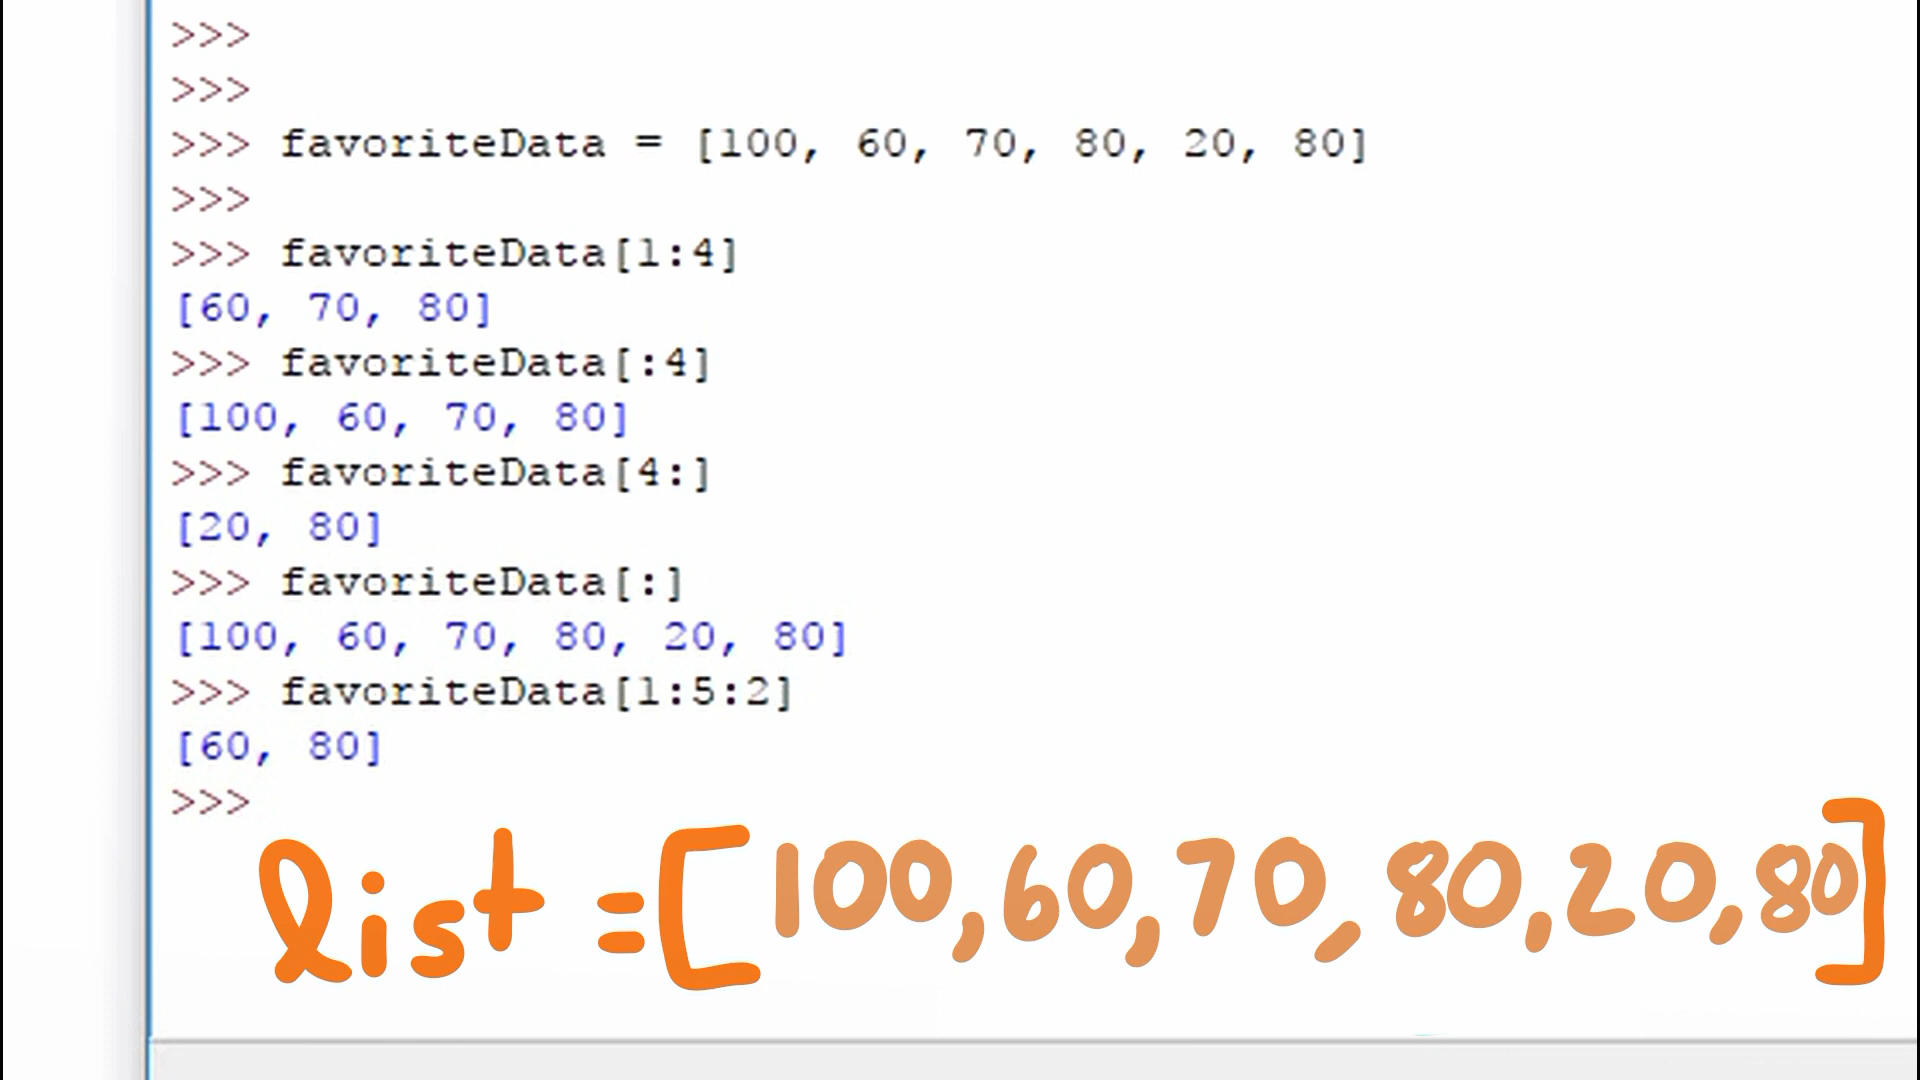 >>>
>>>
>>> favoriteData = [100, 60, 70, 80, 20, 80]
>>>
>>> favoriteData[1:4]
[60, 70, 80]
>>> favoriteData[:4]
[100, 60, 70, 80]
>>> favoriteData[4:]
[20, 80]
>>> favoriteData[:]
[100, 60, 70, 80, 20, 80]
>>> favoriteData[1:5:2]
[60, 80]
>>>
list =[100,60,70,80,20,80]